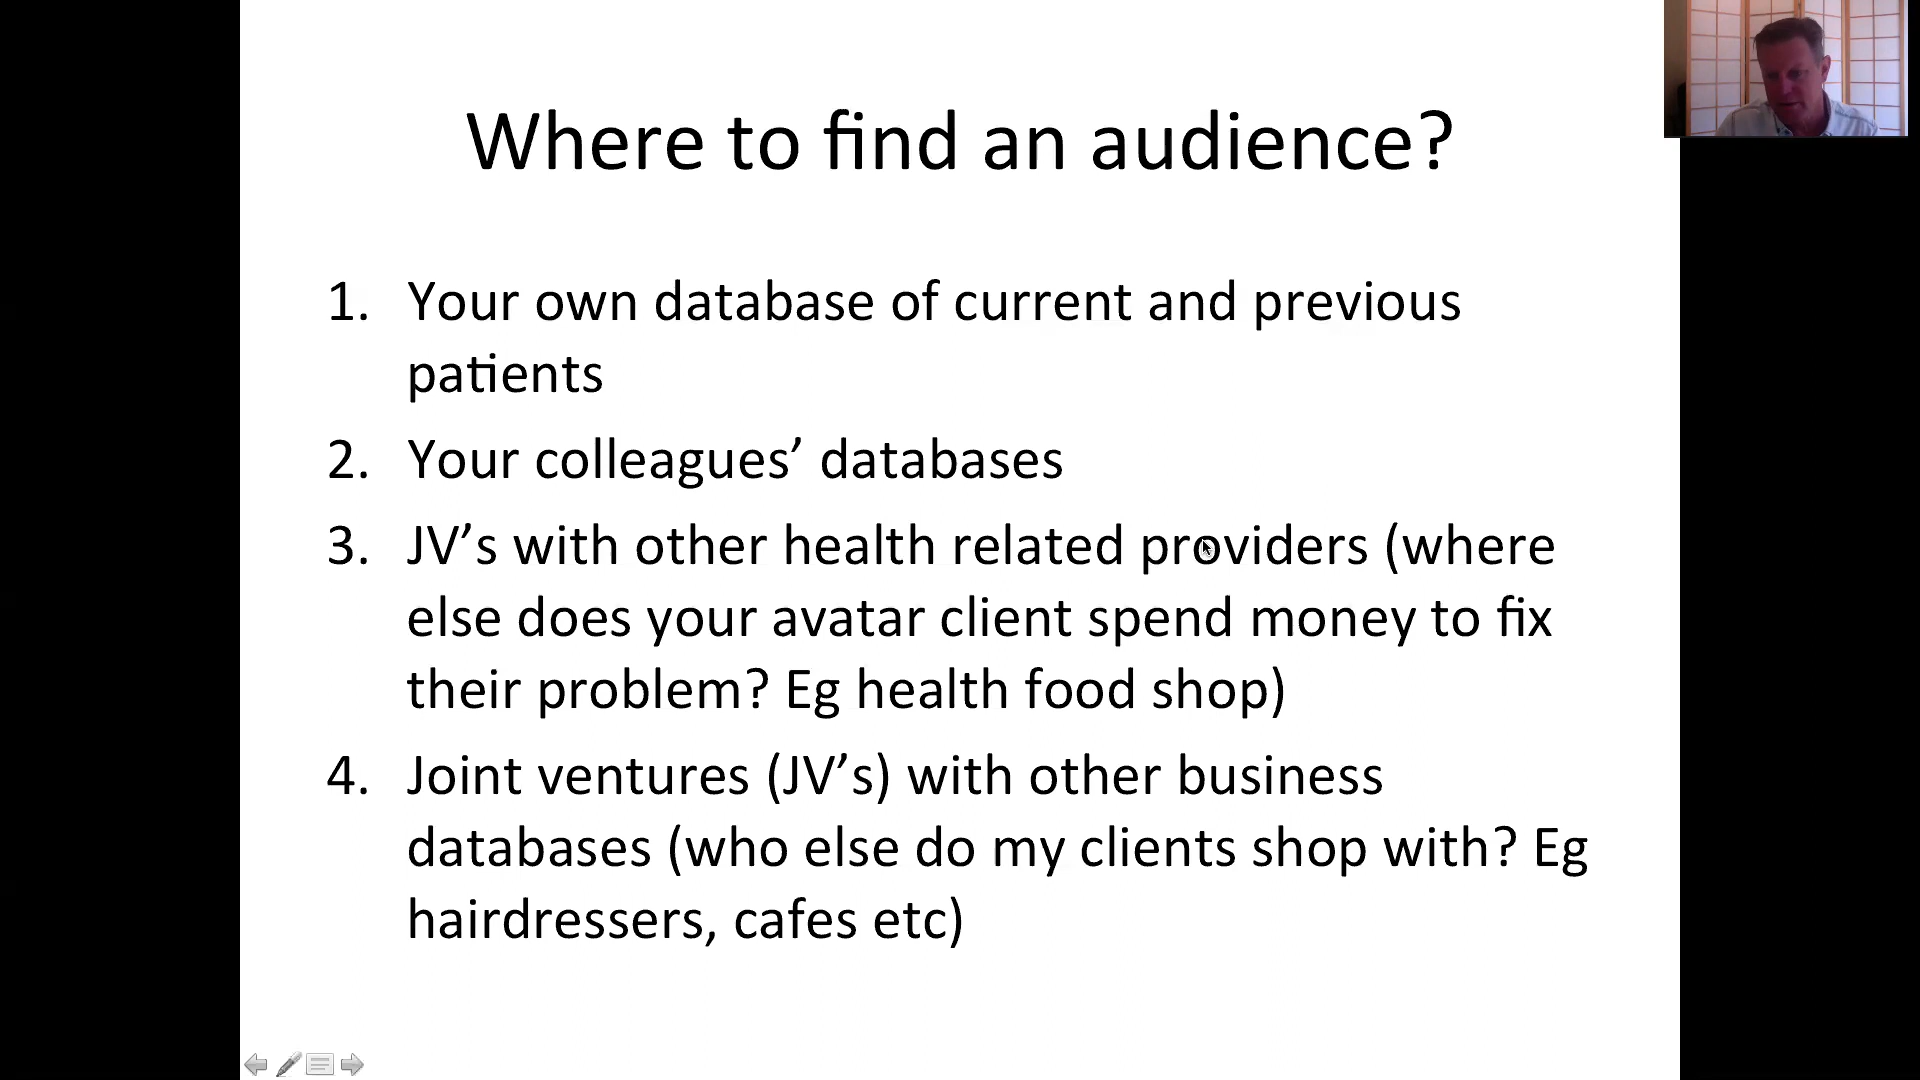 Where to find an audience?
1. Your own database of current and previous
patients
2. Your colleagues’ databases
3. JV’s with other health related providers (where
else does your avatar client spend money to fix
their problem? Eg health food shop)
4. Joint ventures (JV’s) with other business
databases (who else do my clients shop with? Eg
hairdressers, cafes etc)